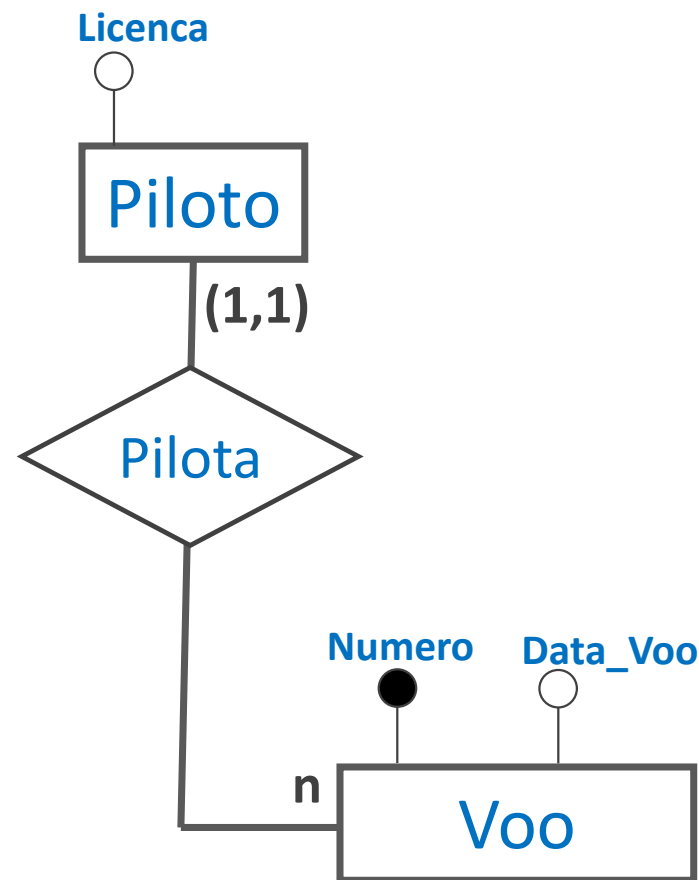 Licenca
Piloto
(1,1)
Pilota
Numero
Data_Voo
n
Voo